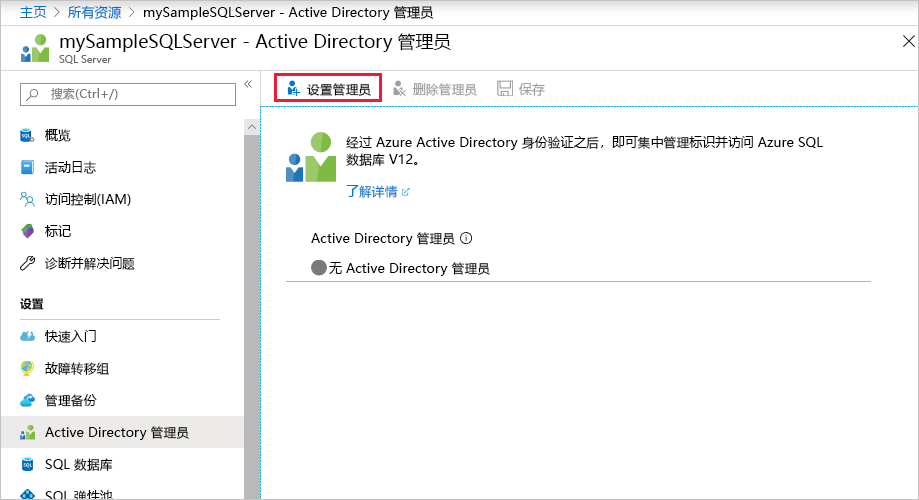 主页 > 所有资源 > mySampleSQLServer - Active Directory 管理员
mySampleSQLServer - Active Directory 管理员
SQL Server
搜索(Ctrl+/)
概览
活动日志
访问控制(IAM)
标记
诊断并解决问题
设置
快速入门
故障转移组
管理备份
Active Directory 管理员
SQL 数据库
SQL 弹性池
设置管理员 删除管理员 保存
经过 Azure Active Directory 身份验证之后，即可集中管理标识并访问 Azure SQL
数据库 V12。
了解详情
Active Directory 管理员
无 Active Directory 管理员